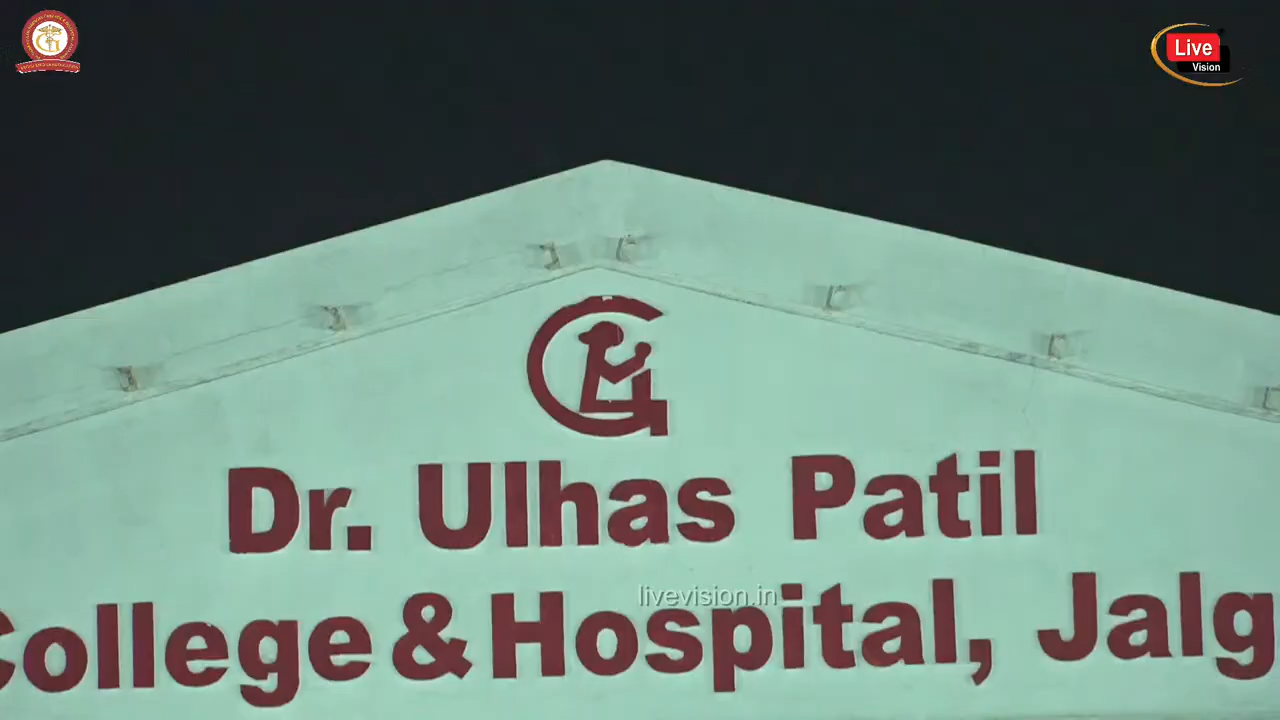 Live
Vision
Dr. Ulhas Patil
College & Hospital, Jalg
livevision.in